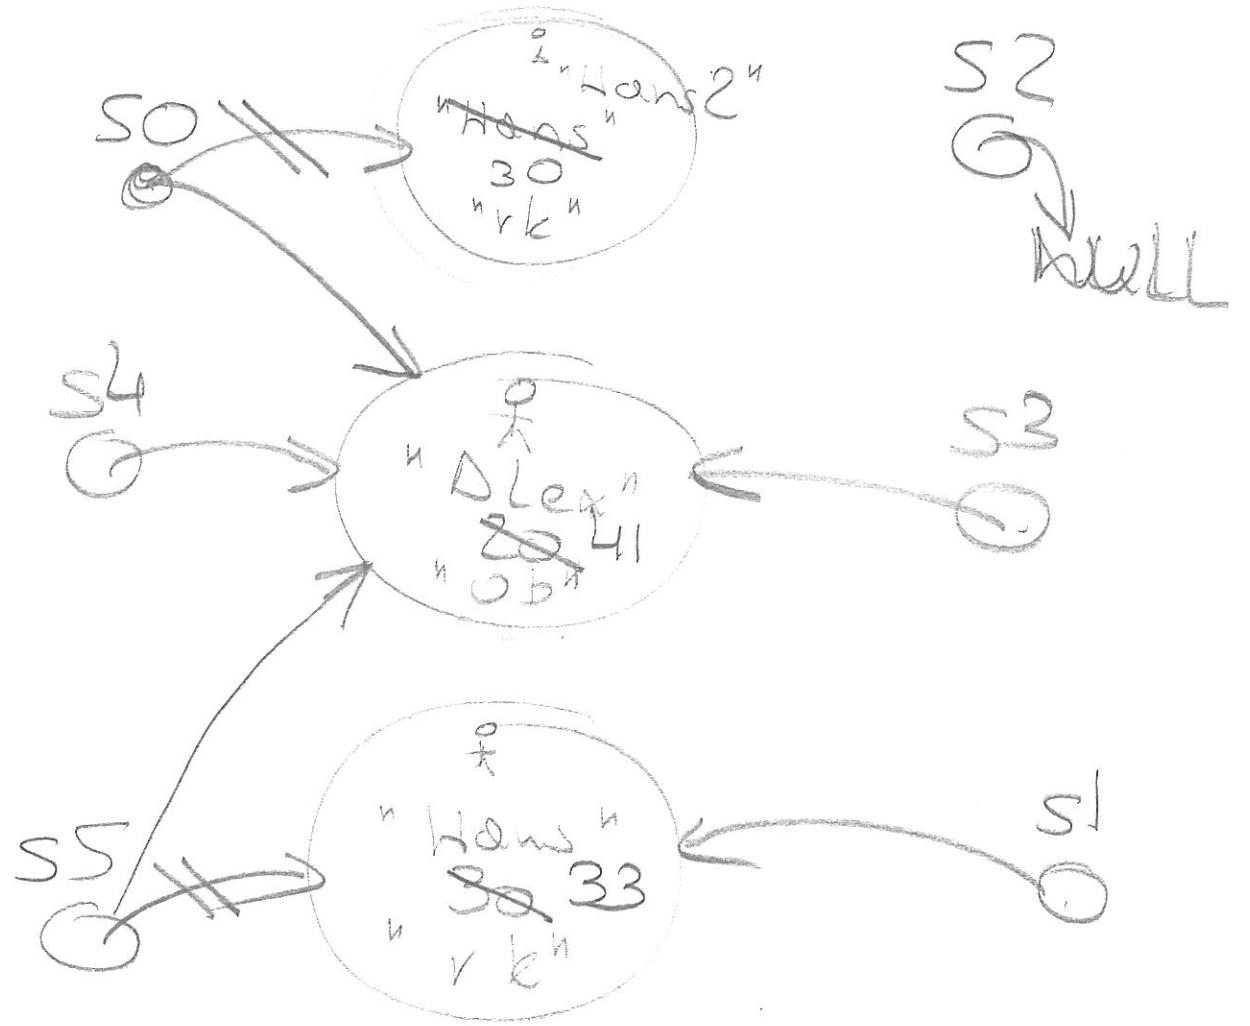 S0
"Hans2"
"Hans"
30
"rk"
S2
NULL
S4
"Alex"
20 41
"ob"
S3
S5
"Hans"
30 33
"rk"
S1